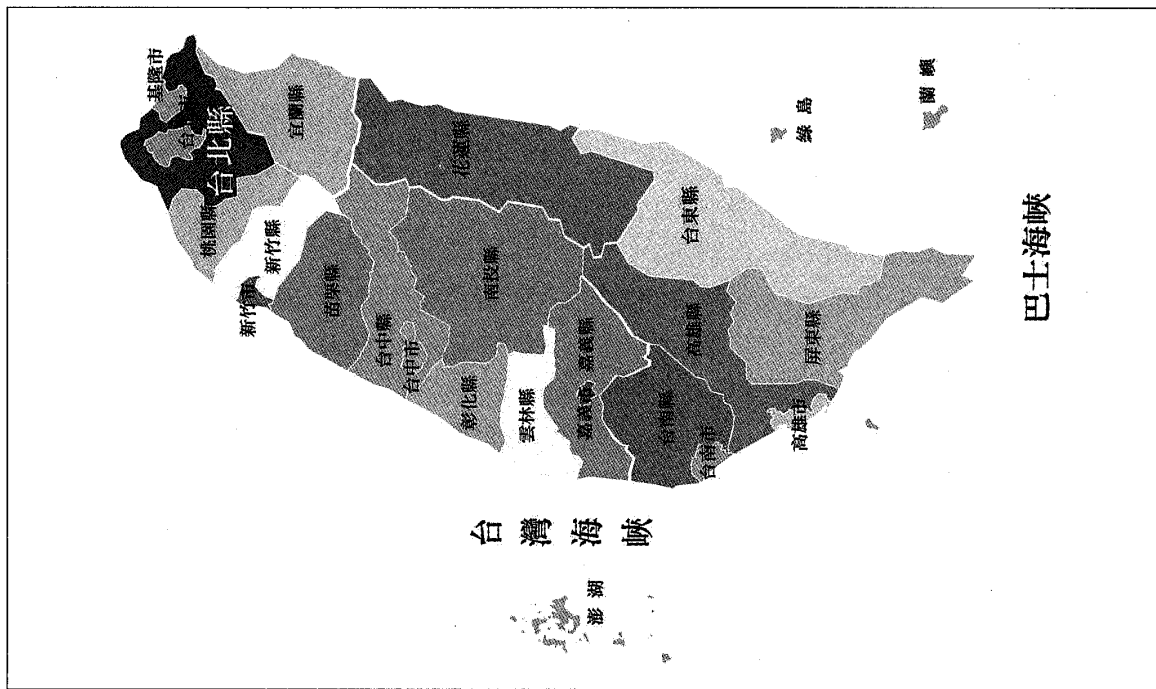 基隆市
台北縣
宜蘭縣
桃園縣
新竹縣
新竹市
苗栗縣
台中縣
台中市
彰化縣
南投縣
花蓮縣
雲林縣
嘉義縣
嘉義市
台南縣
台南市
高雄縣
高雄市
台東縣
屏東縣
綠島
蘭嶼
澎湖
台灣海峽
巴士海峽